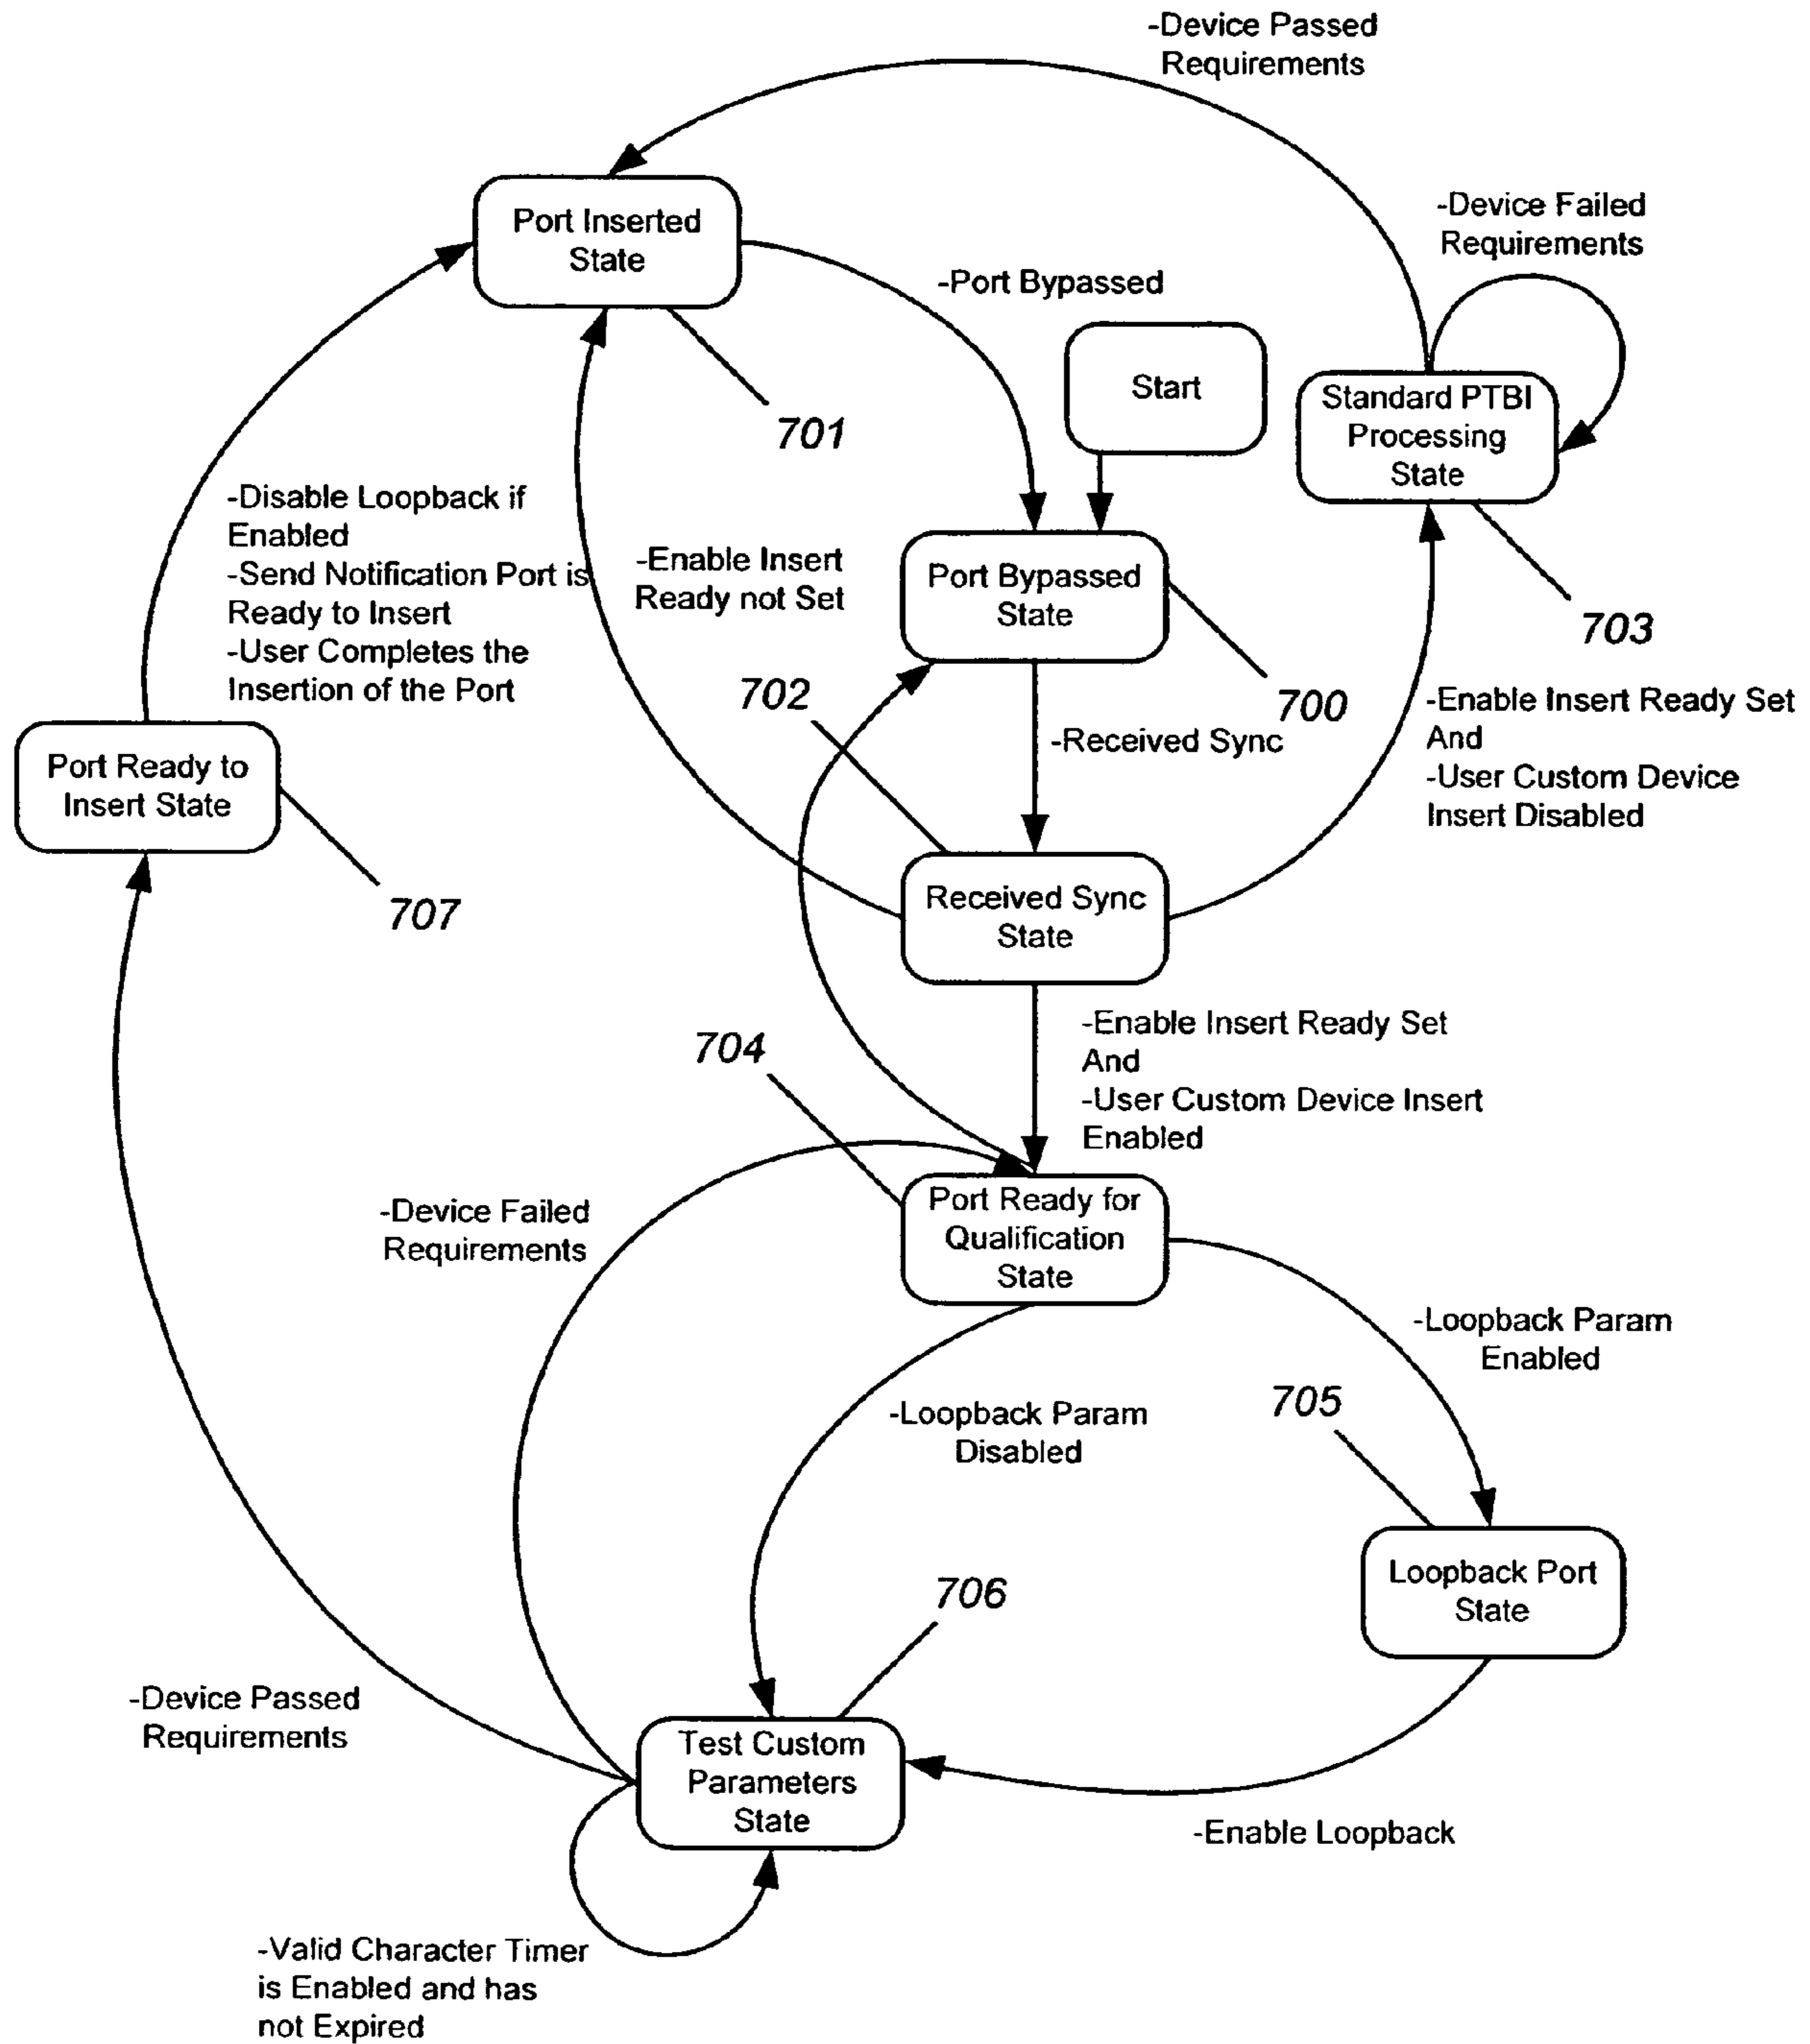 -Device Passed
Requirements
Port Inserted
State
-Device Failed
Requirements
-Port Bypassed
Start
Standard PTBI
Processing
State
701
-Disable Loopback if
Enabled
-Send Notification Port is
Ready to Insert
-User Completes the
Insertion of the Port
-Enable Insert
Ready not Set
Port Bypassed
State
703
702
700
-Enable Insert Ready Set
And
-User Custom Device
Insert Disabled
-Received Sync
Port Ready to
Insert State
707
Received Sync
State
704
-Enable Insert Ready Set
And
-User Custom Device Insert
Enabled
-Device Failed
Requirements
Port Ready for
Qualification
State
-Loopback Param
Enabled
-Loopback Param
Disabled
705
706
Loopback Port
State
-Device Passed
Requirements
Test Custom
Parameters
State
-Enable Loopback
-Valid Character Timer
is Enabled and has
not Expired